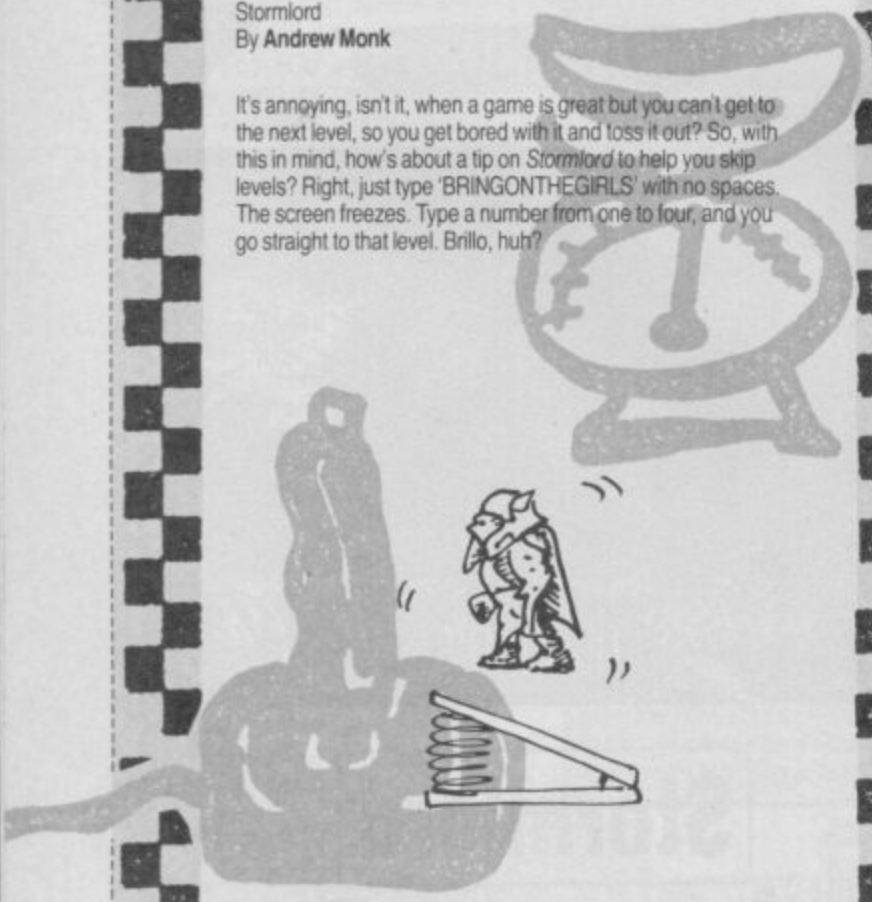 Stormlord
By Andrew Monk
It's annoying, isn't it, when a game is great but you can't get to
the next level, so you get bored with it and toss it out? So, with
this in mind, how's about a tip on Stormlord to help you skip
levels? Right, just type 'BRINGONTHEGIRLS' with no spaces.
The screen freezes. Type a number from one to four, and you
go straight to that level. Brillo, huh?